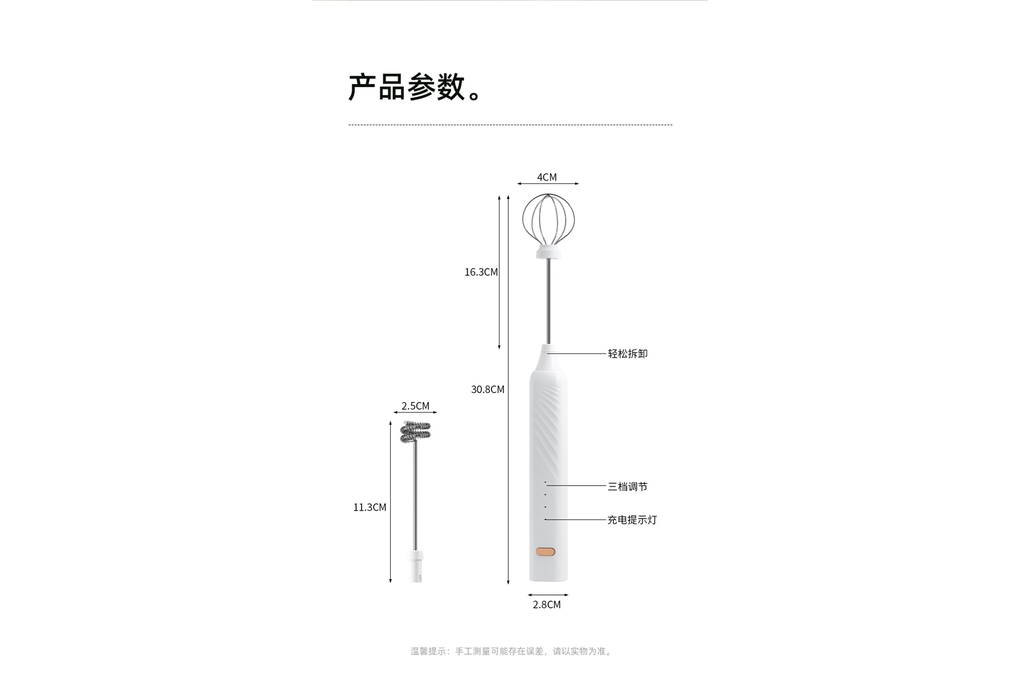 产品参数。
4CM
16.3CM
轻松拆卸
30.8CM
2.5CM
三档调节
11.3CM
充电提示灯
2.8CM
温馨提示：手工测量可能存在误差，请以实物为准。